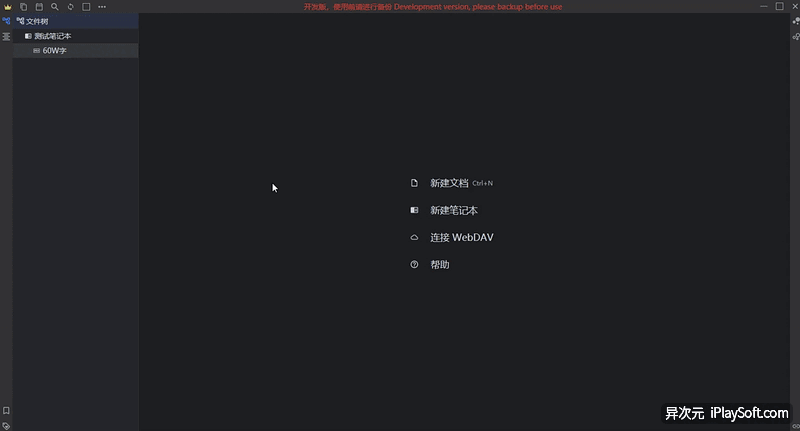 开发版，使用前请进行备份 Development version, please backup before use
文件树
测试笔记本
60W字
新建文档 Ctrl+N
新建笔记本
连接 WebDAV
帮助
异次元 iPlaySoft.com